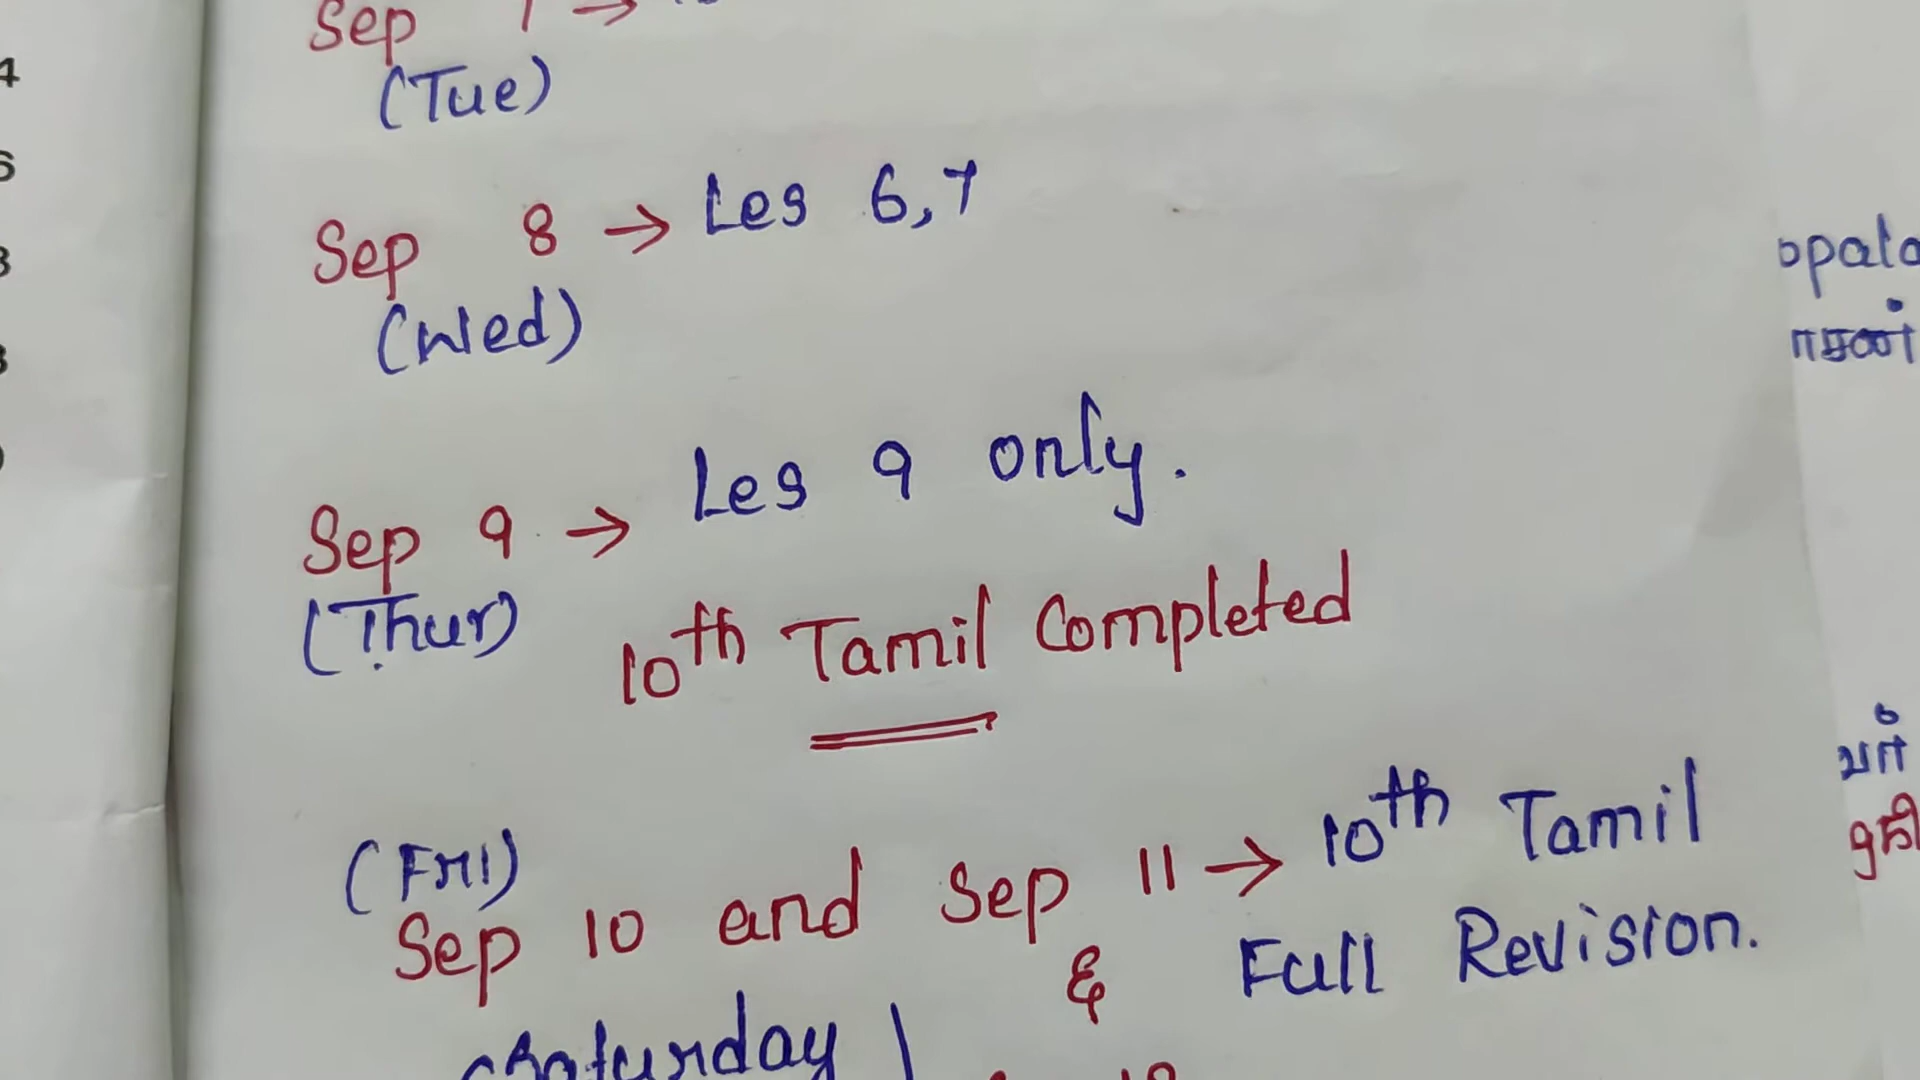 Sep 7 →
(Tue)
Sep 8 → Les 6,7
(Wed)
Sep 9 → Les 9 only.
(Thur)
10th Tamil Completed
(Fri)
Sep 10 and Sep 11 → 10th Tamil
& Full Revision.
(Saturday)